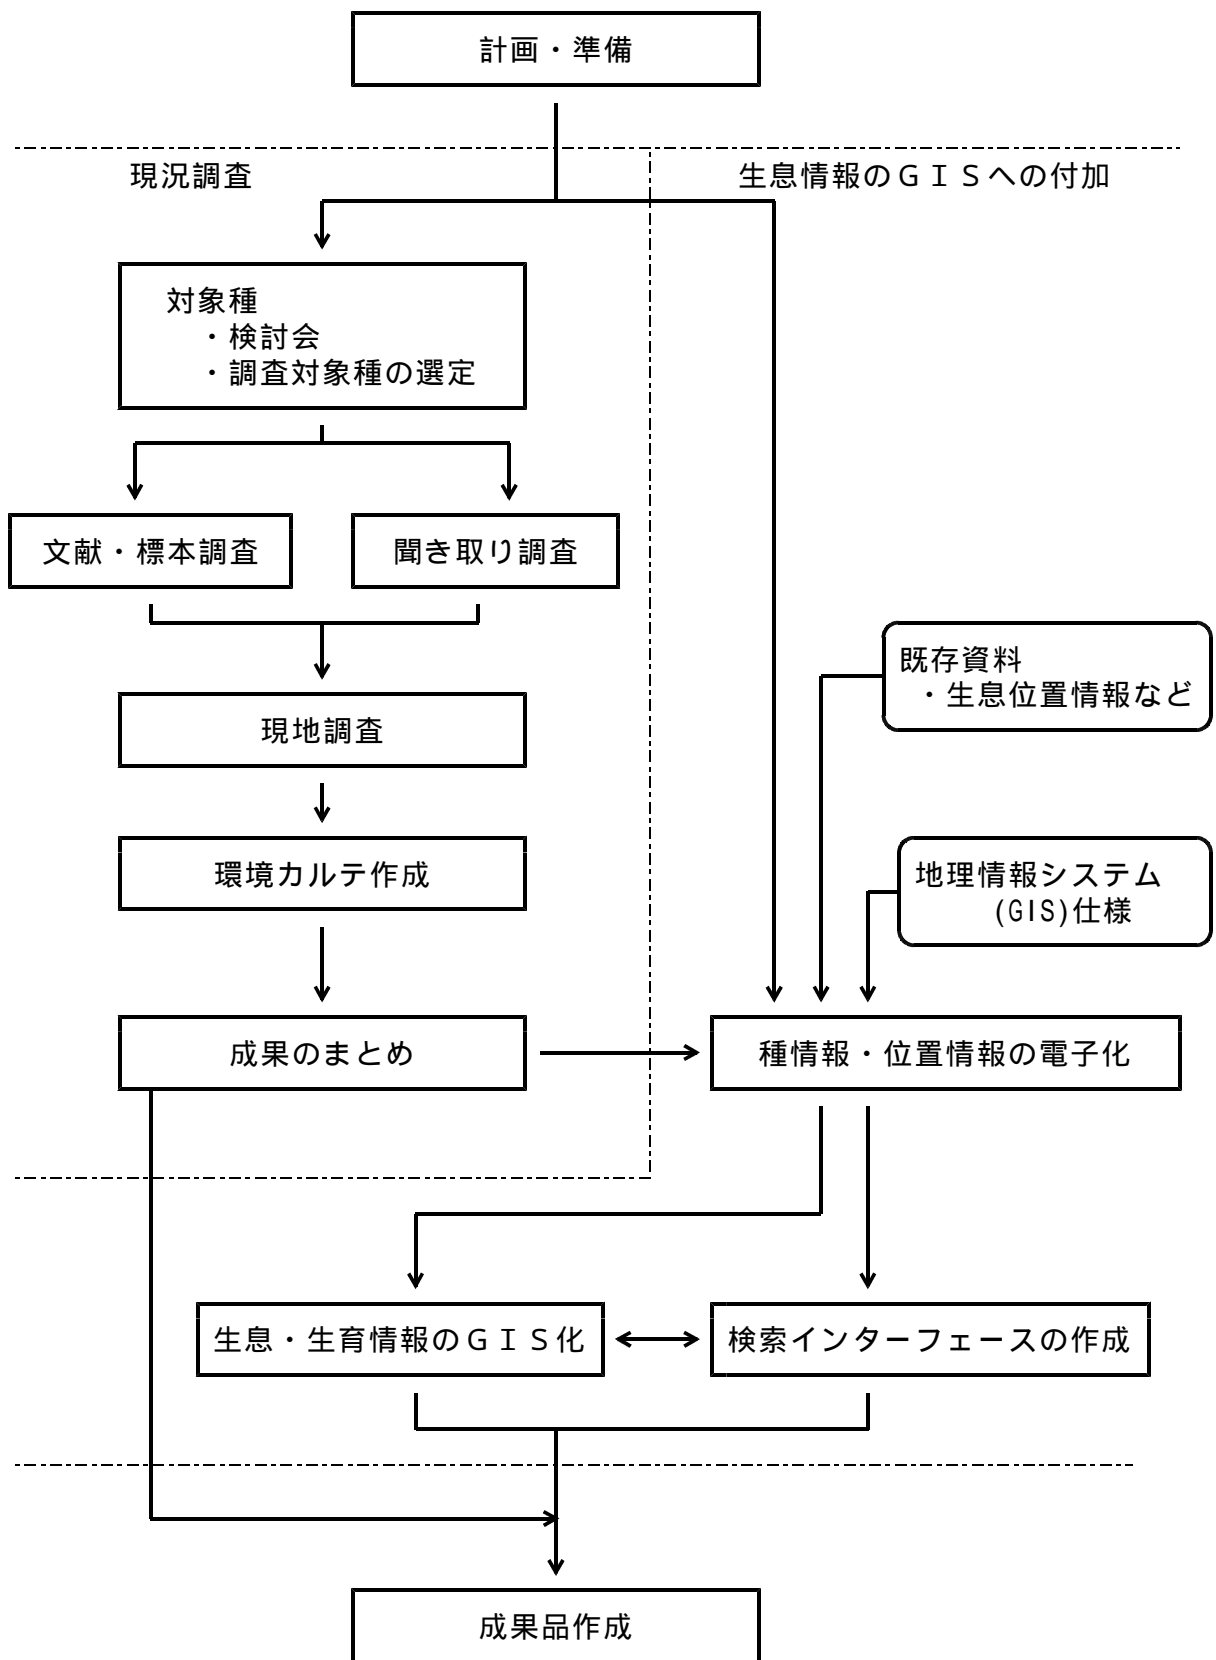 計画・準備
現況調査
生息情報のＧＩＳへの付加
対象種
・検討会
・調査対象種の選定
文献・標本調査
聞き取り調査
既存資料
・生息位置情報など
現地調査
環境カルテ作成
地理情報システム
(GIS)仕様
成果のまとめ
種情報・位置情報の電子化
生息・生育情報のＧＩＳ化
検索インターフェースの作成
成果品作成